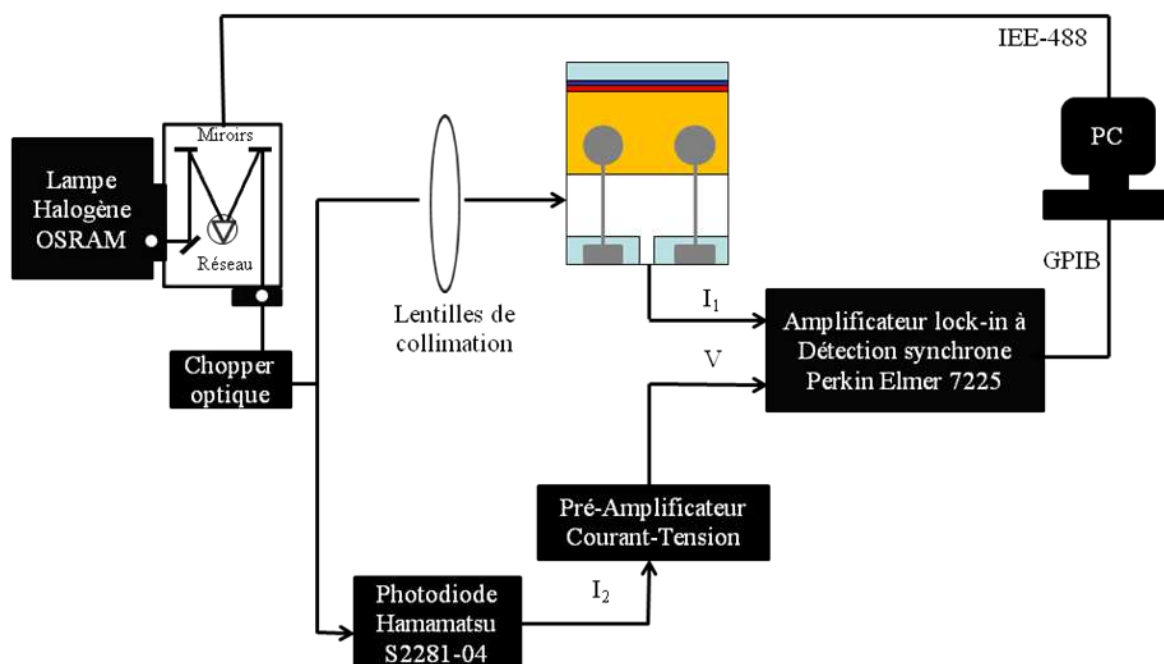 IEE-488
PC
Miroirs
Lampe
Halogène
OSRAM
Réseau
GPIB
Lentilles de
collimation
I₁
Amplificateur lock-in à
Détection synchrone
Perkin Elmer 7225
Chopper
optique
V
Pré-Amplificateur
Courant-Tension
Photodiode
Hamamatsu
S2281-04
I₂